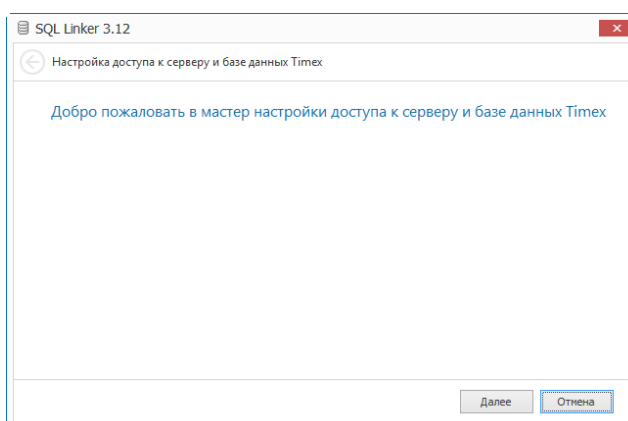 SQL Linker 3.12
Настройка доступа к серверу и базе данных Timex
Добро пожаловать в мастер настройки доступа к серверу и базе данных Timex
Далее Отмена